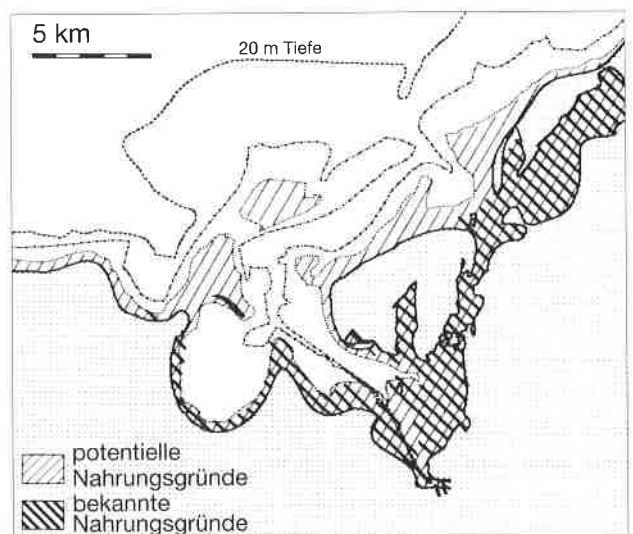 5 km
20 m Tiefe
potentielle
Nahrungsgründe
bekannte
Nahrungsgründe